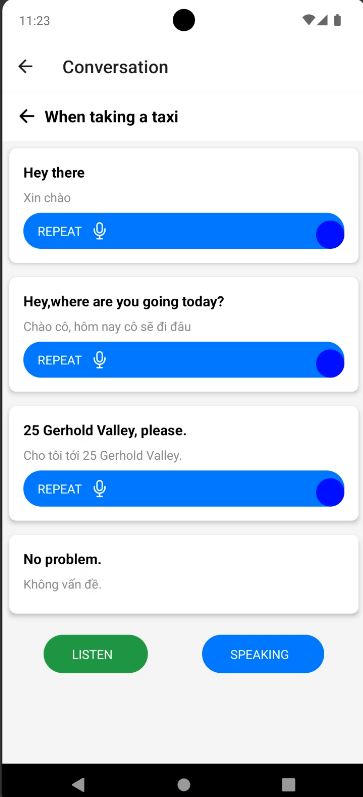 11:23
Conversation
When taking a taxi
Hey there
Xin chào
REPEAT
Hey,where are you going today?
Chào cô, hôm nay cô sẽ đi đâu
REPEAT
25 Gerhold Valley, please.
Cho tôi tới 25 Gerhold Valley.
REPEAT
No problem.
Không vấn đề.
LISTEN SPEAKING